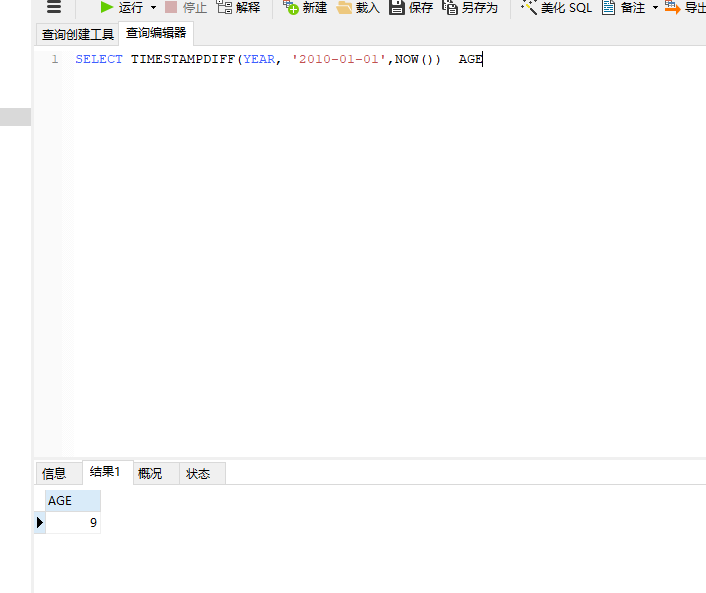 运行 停止 解释 新建 载入 保存 另存为 美化 SQL 备注 导出
查询创建工具 查询编辑器
1 SELECT TIMESTAMPDIFF(YEAR, '2010-01-01',NOW())  AGE
信息 结果1 概况 状态
AGE
9